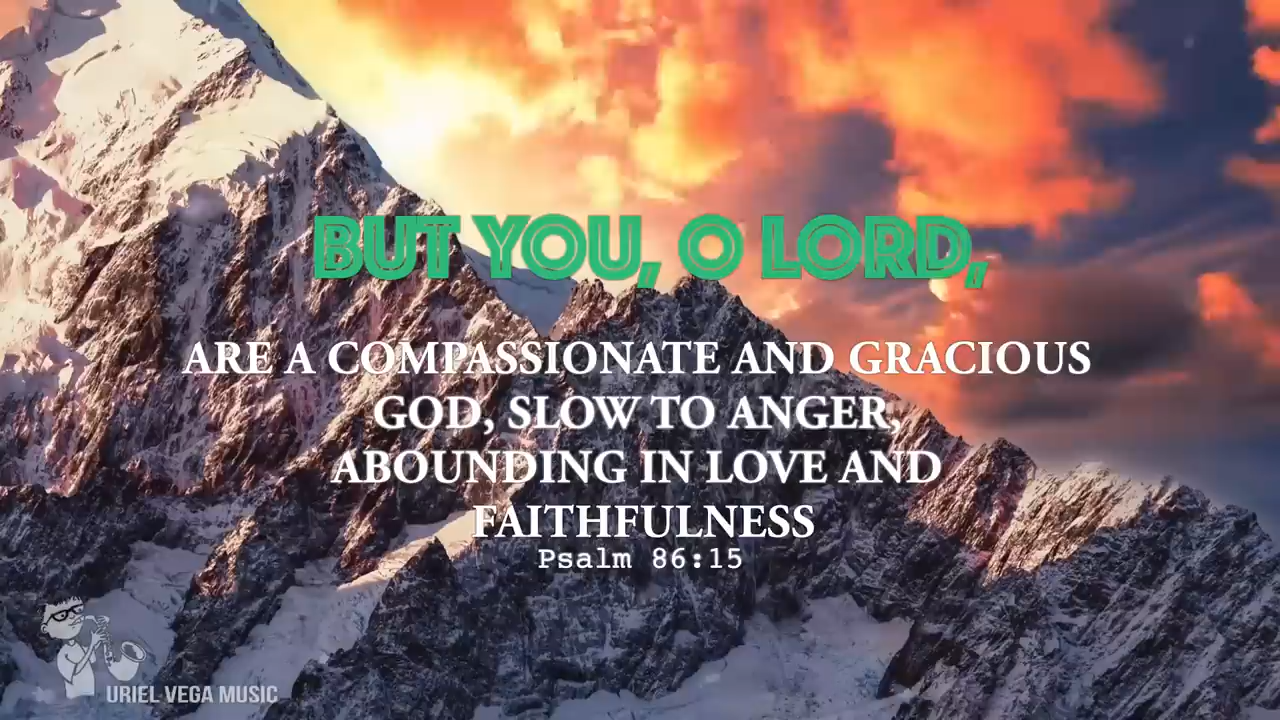 BUT YOU, O LORD,
ARE A COMPASSIONATE AND GRACIOUS
GOD, SLOW TO ANGER,
ABOUNDING IN LOVE AND
FAITHFULNESS
Psalm 86:15
URIEL VEGA MUSIC